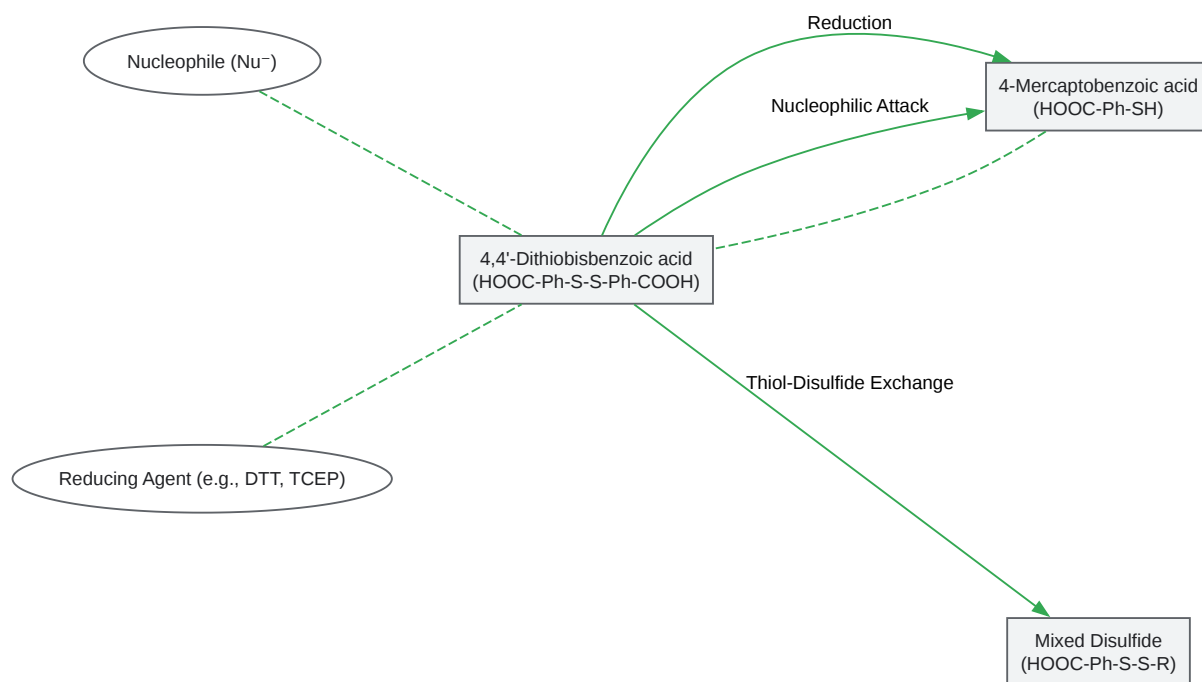 Reduction
Nucleophile (Nu⁻)
4-Mercaptobenzoic acid
(HOOC-Ph-SH)
Nucleophilic Attack
4,4'-Dithiobisbenzoic acid
(HOOC-Ph-S-S-Ph-COOH)
Thiol-Disulfide Exchange
Reducing Agent (e.g., DTT, TCEP)
Mixed Disulfide
(HOOC-Ph-S-S-R)